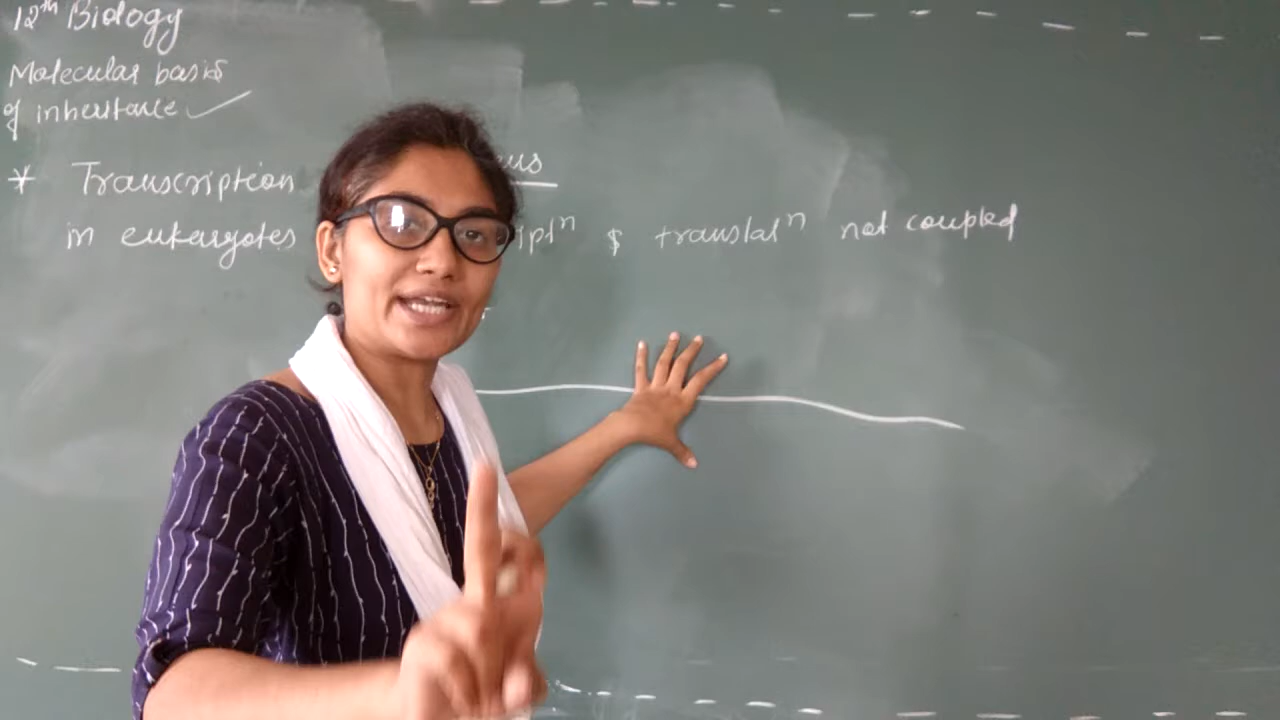 12th Biology
Molecular basis
of inheritance
* Transcription
in eukaryotes & translatn not coupled